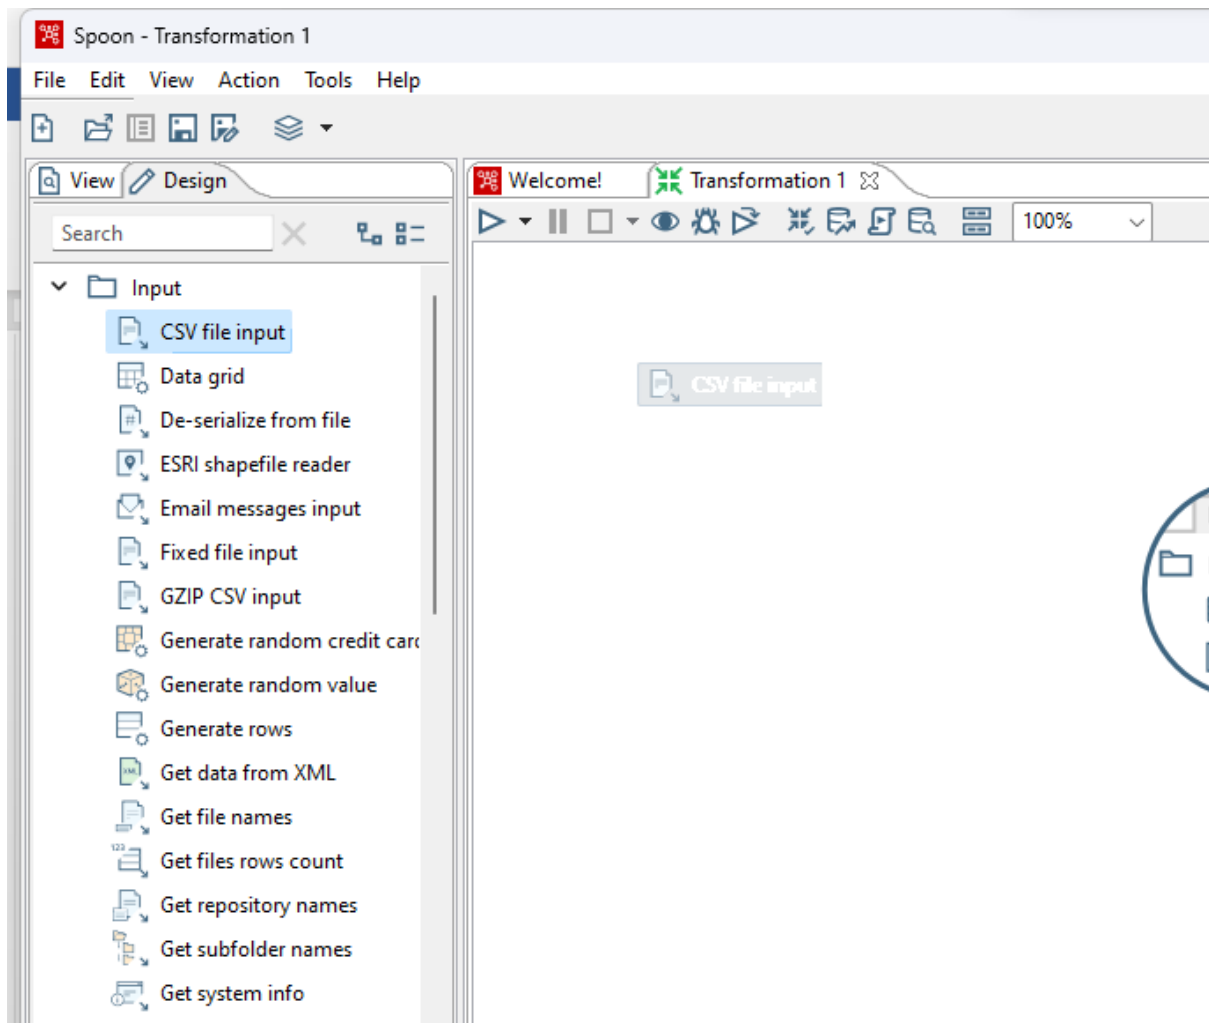 Spoon - Transformation 1
File Edit View Action Tools Help
View Design
Welcome! Transformation 1
Search
100%
Input
CSV file input
Data grid
De-serialize from file
ESRI shapefile reader
Email messages input
Fixed file input
GZIP CSV input
Generate random credit card
Generate random value
Generate rows
Get data from XML
Get file names
Get files rows count
Get repository names
Get subfolder names
Get system info
CSV file input